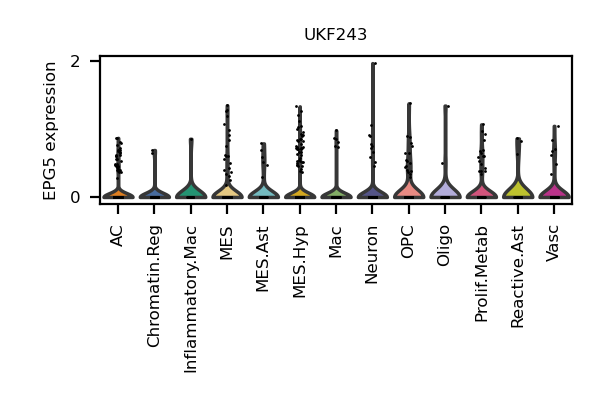 UKF243
EPG5 expression
2
0
AC
Chromatin.Reg
Inflammatory.Mac
MES
MES.Ast
MES.Hyp
Mac
Neuron
OPC
Oligo
Prolif.Metab
Reactive.Ast
Vasc